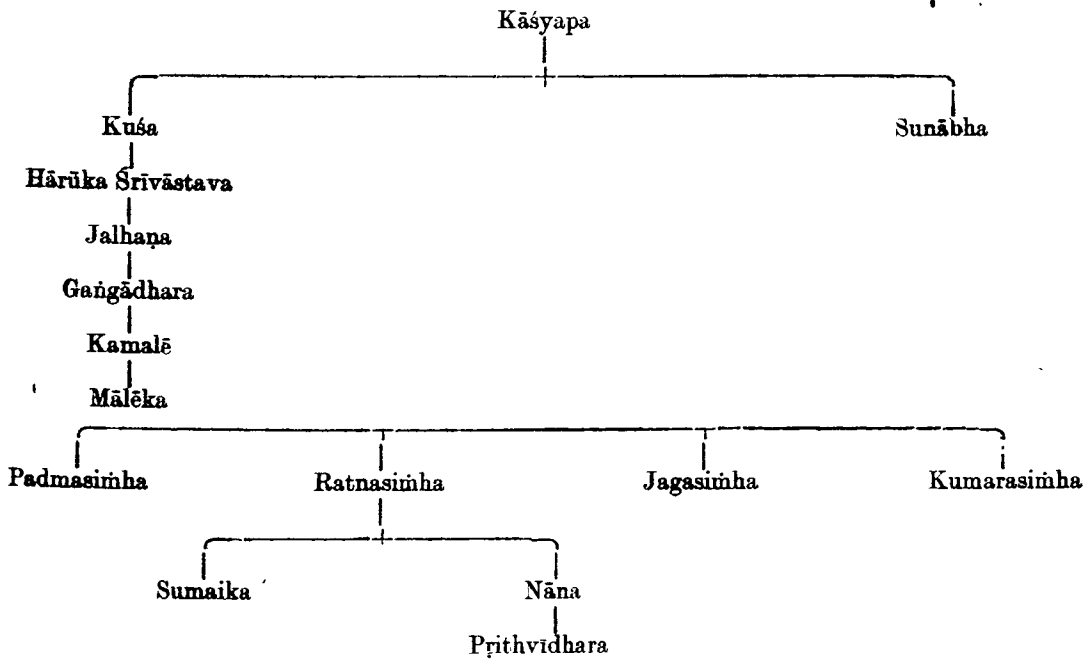 Kāśyapa
Kuśa Sunābha
Hārūka Śrīvāstava
Jalhaṇa
Gaṅgādhara
Kamalē
Mālēka
Padmasiṁha Ratnasiṁha Jagasiṁha Kumarasiṁha
Sumaika Nāna
Pṛithvīdhara